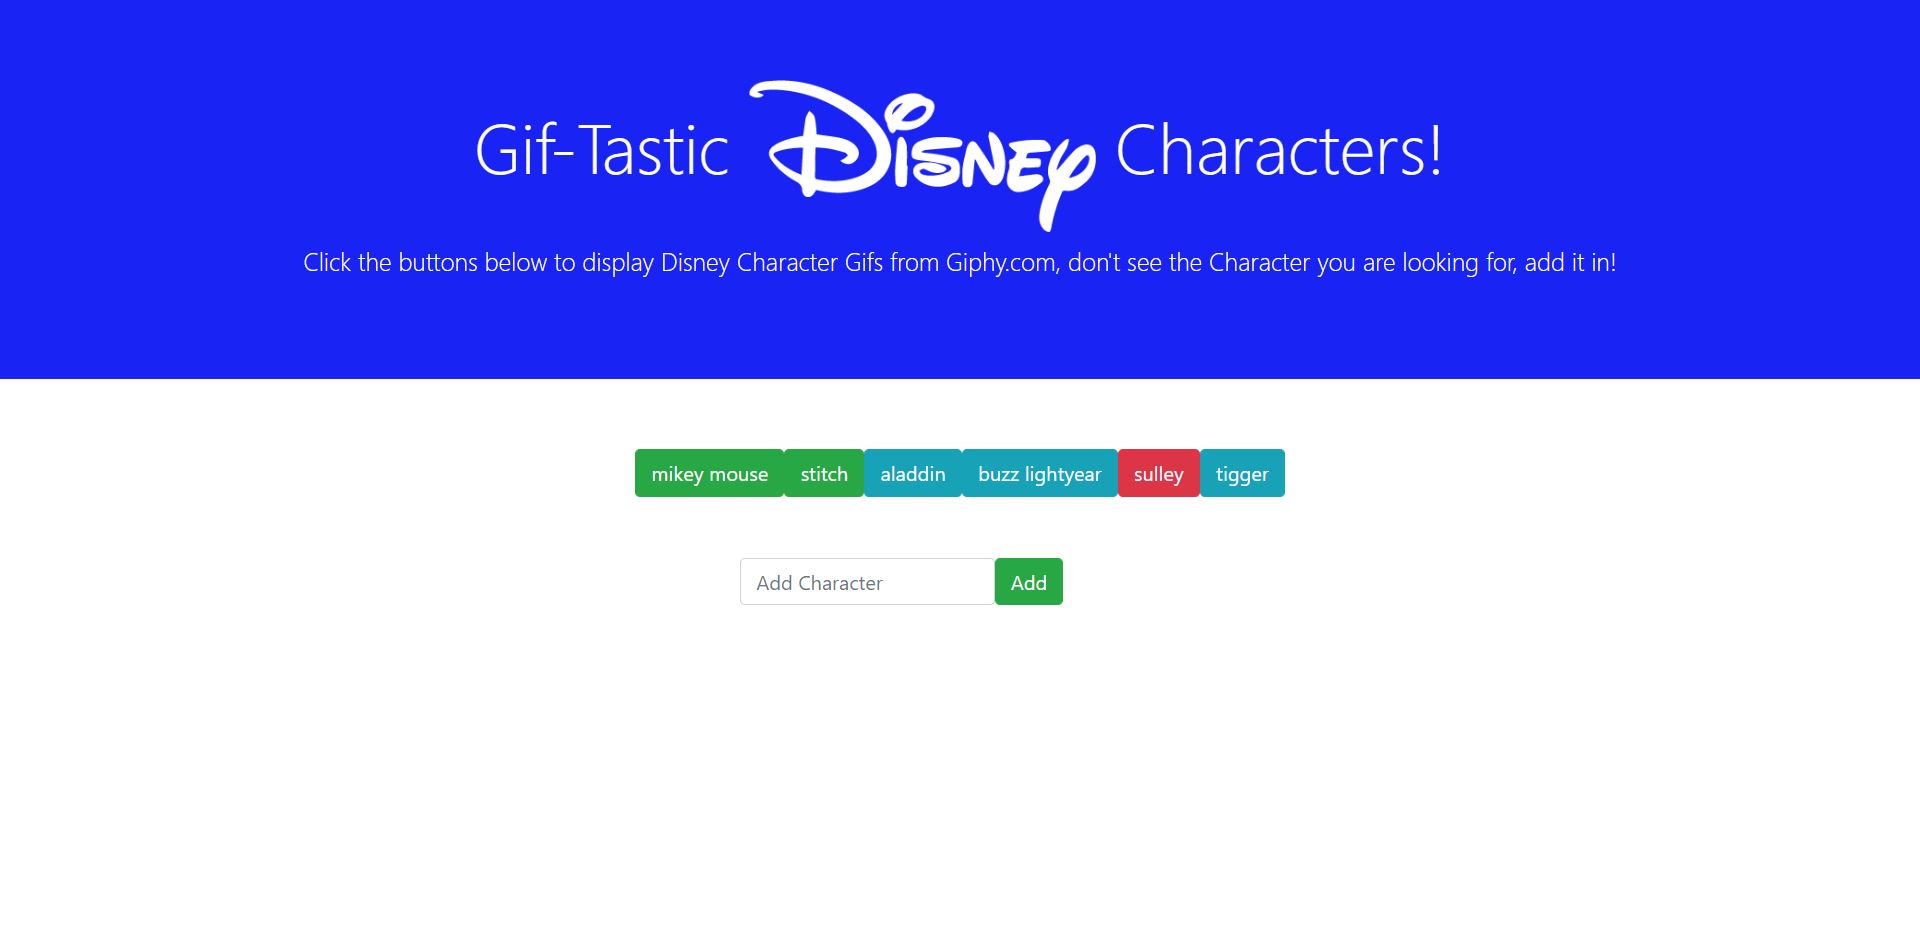 Gif-Tastic Disney Characters!
Click the buttons below to display Disney Character Gifs from Giphy.com, don't see the Character you are looking for, add it in!
mikey mouse stitch aladdin buzz lightyear sulley tigger
Add Character Add